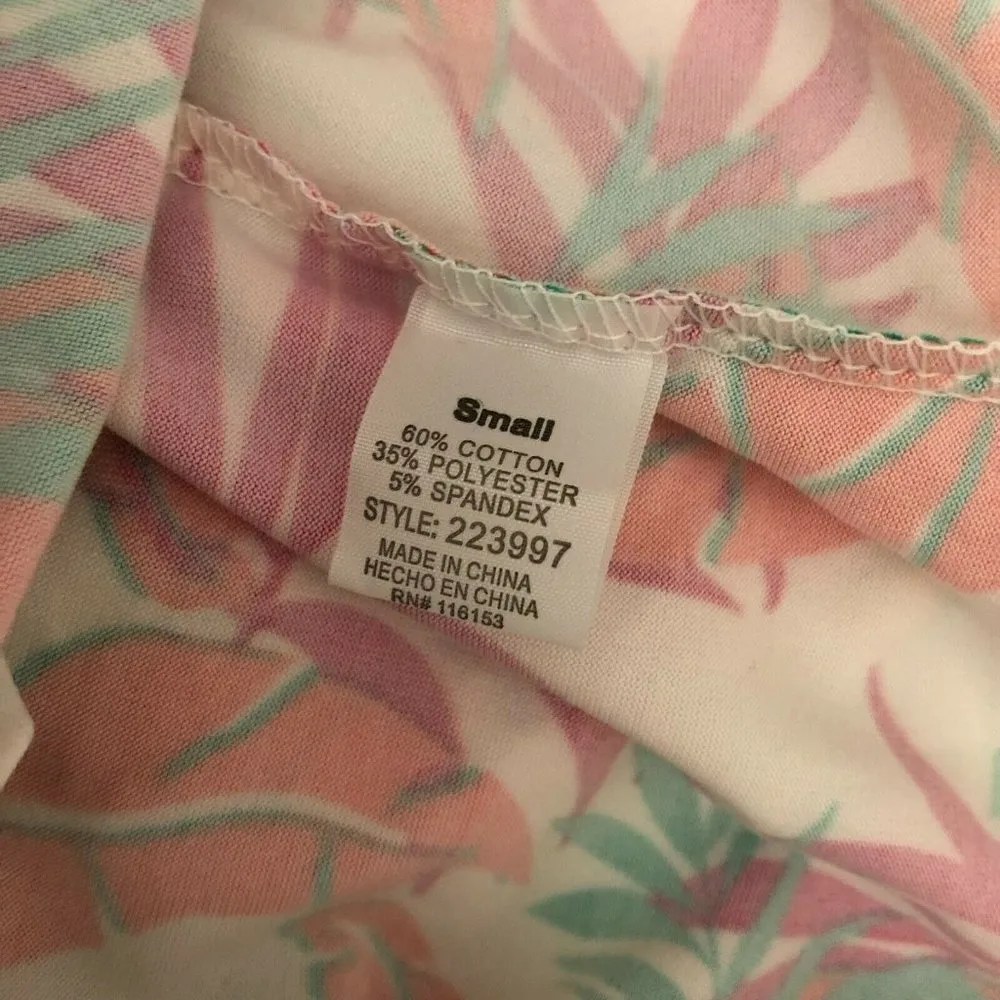 Small
60% COTTON
35% POLYESTER
5% SPANDEX
STYLE: 223997
MADE IN CHINA
HECHO EN CHINA
RN# 116153